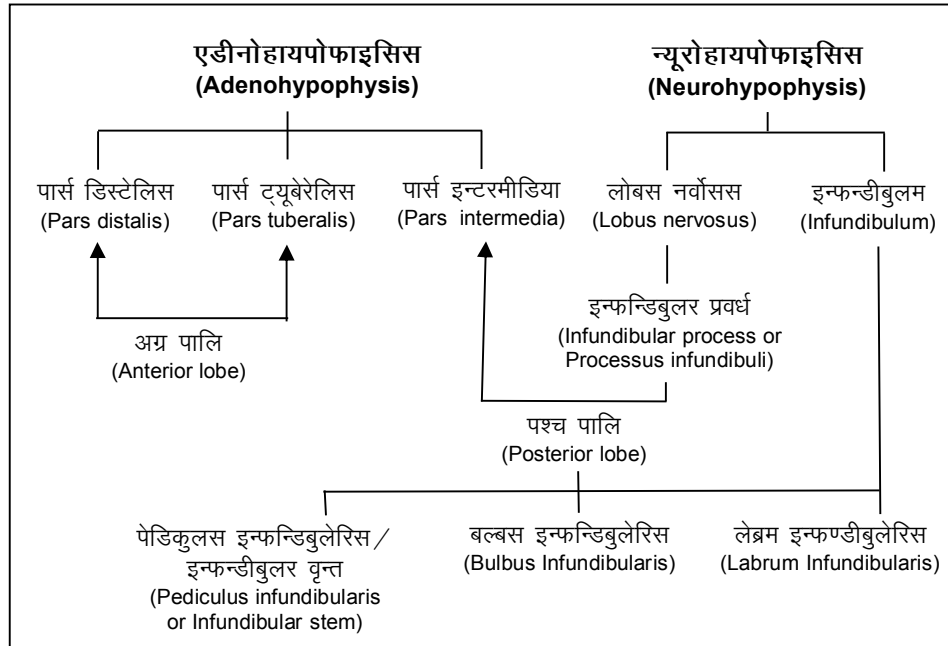 एडीनोहायपोफाइसिस
(Adenohypophysis)
न्यूरोहायपोफाइसिस
(Neurohypophysis)
पार्स डिस्टेलिस
(Pars distalis)
पार्स ट्यूबेरेलिस
(Pars tuberalis)
पार्स इन्टरमीडिया
(Pars intermedia)
लोबस नर्वोसस
(Lobus nervosus)
इन्फन्डीबुलम
(Infundibulum)
अग्र पालि
(Anterior lobe)
इन्फन्डिबुलर प्रवर्ध
(Infundibular process or
Processus infundibuli)
पश्च पालि
(Posterior lobe)
पेडिकुलस इन्फन्डिबुलेरिस/
इन्फन्डीबुलर वृन्त
(Pediculus infundibularis
or Infundibular stem)
बल्बस इन्फन्डिबुलेरिस
(Bulbus Infundibularis)
लेब्रम इन्फण्डीबुलेरिस
(Labrum Infundibularis)